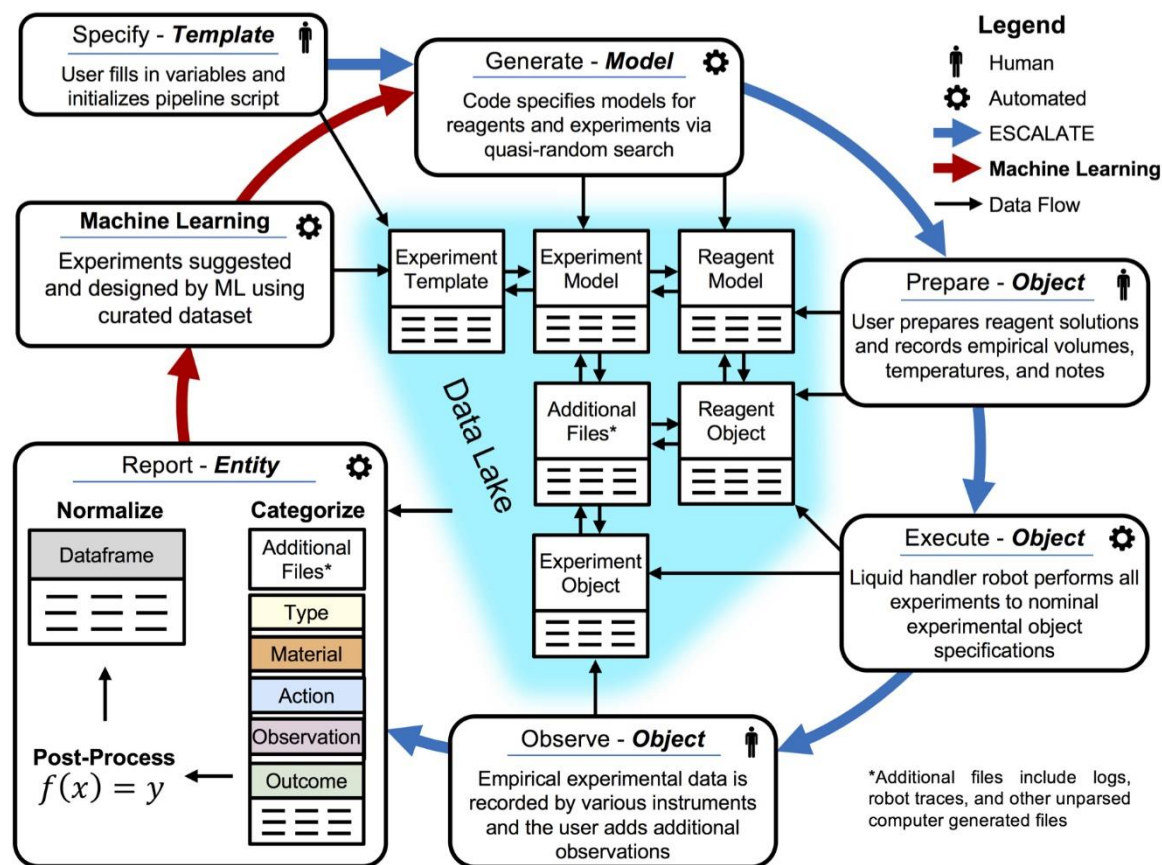 Specify - Template
User fills in variables and
initializes pipeline script
Generate - Model
Code specifies models for
reagents and experiments via
quasi-random search
Legend
Human
Automated
ESCALATE
Machine Learning
Data Flow
Machine Learning
Experiments suggested
and designed by ML using
curated dataset
Experiment
Template
Experiment
Model
Reagent
Model
Prepare - Object
User prepares reagent solutions
and records empirical volumes,
temperatures, and notes
Data Lake
Additional
Files*
Reagent
Object
Experiment
Object
Report - Entity
Normalize
Dataframe
Categorize
Additional
Files*
Type
Material
Action
Observation
Outcome
Post-Process
f(x) = y
Execute - Object
Liquid handler robot performs all
experiments to nominal
experimental object
specifications
Observe - Object
Empirical experimental data is
recorded by various instruments
and the user adds additional
observations
*Additional files include logs,
robot traces, and other unparsed
computer generated files